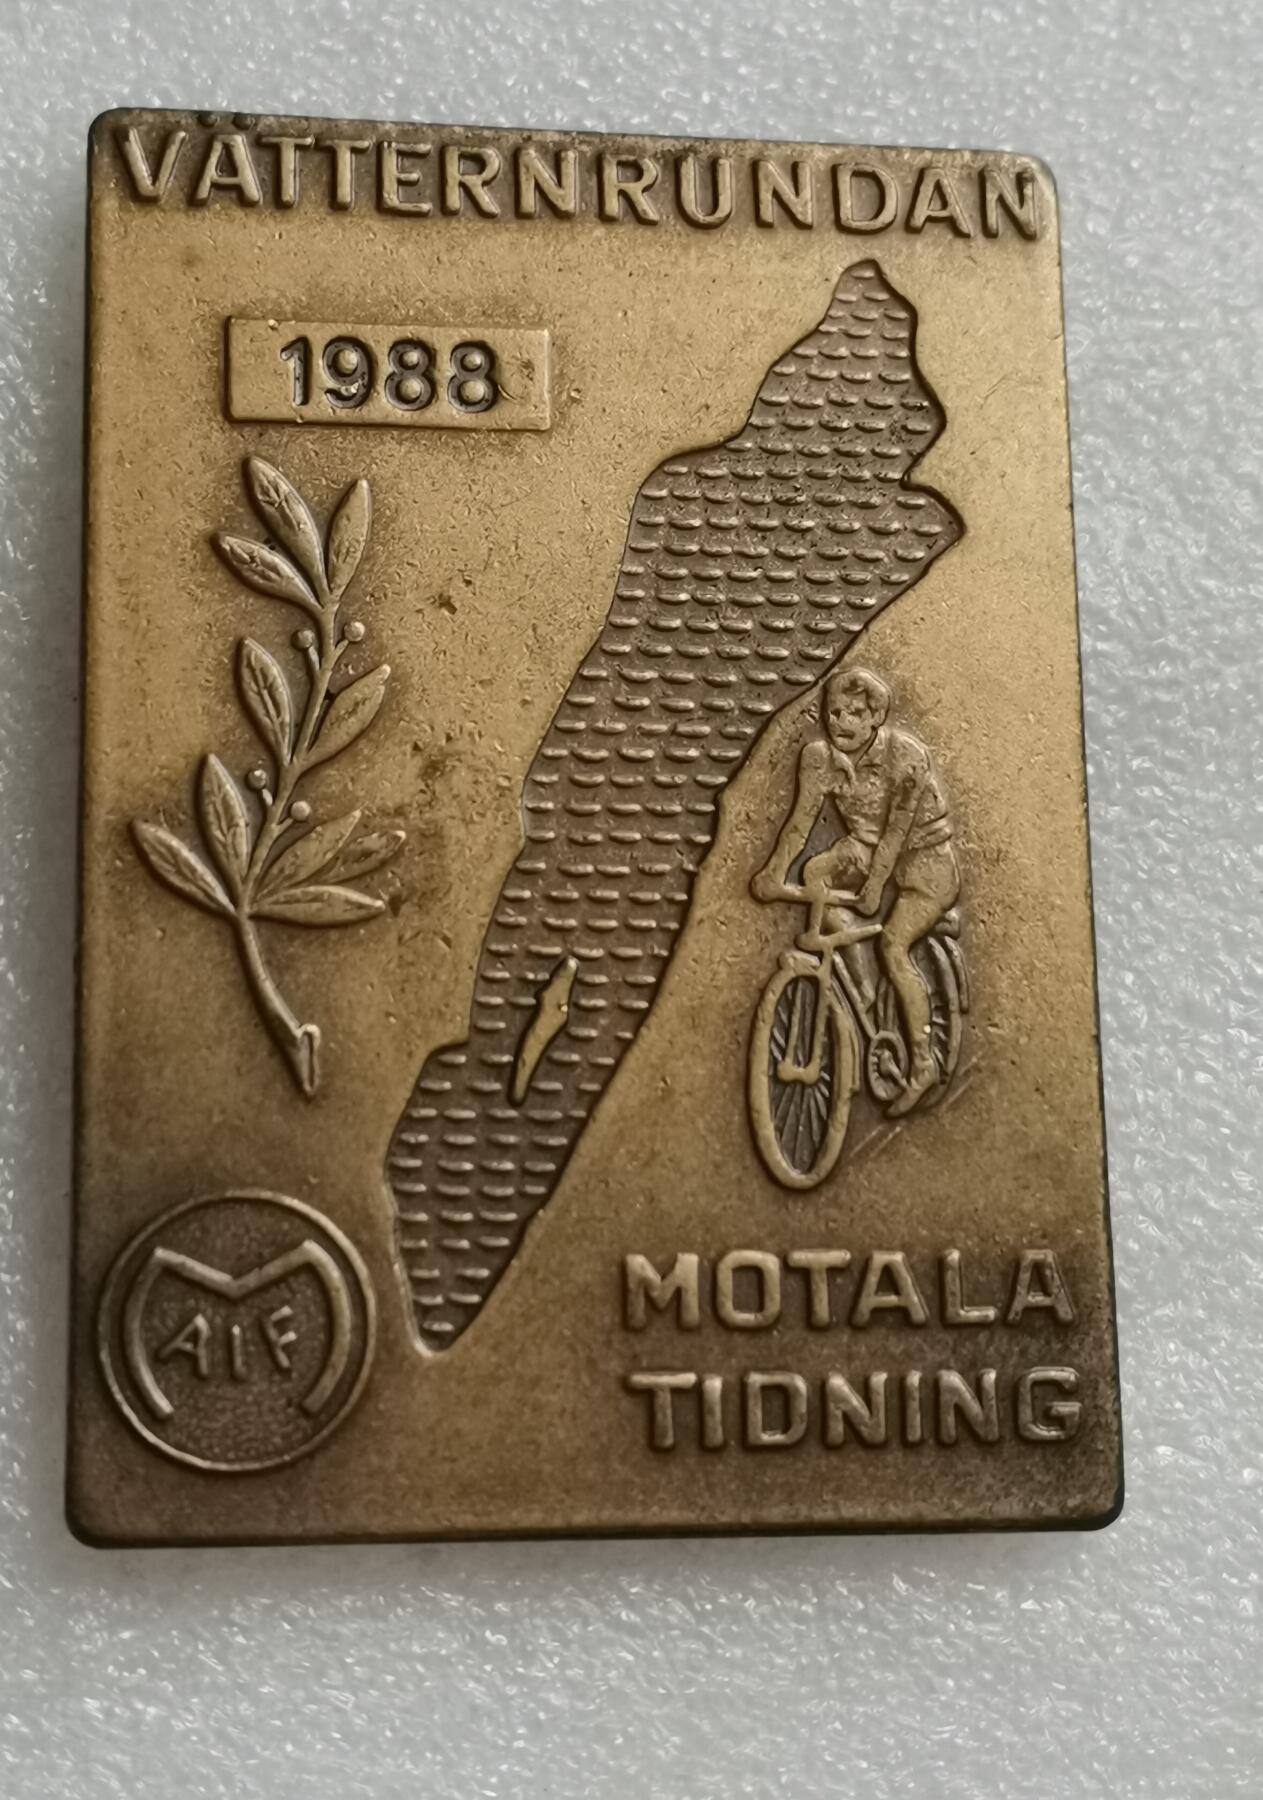 VÄTTERNRUNDAN
1988
M
AIF
MOTALA
TIDNING